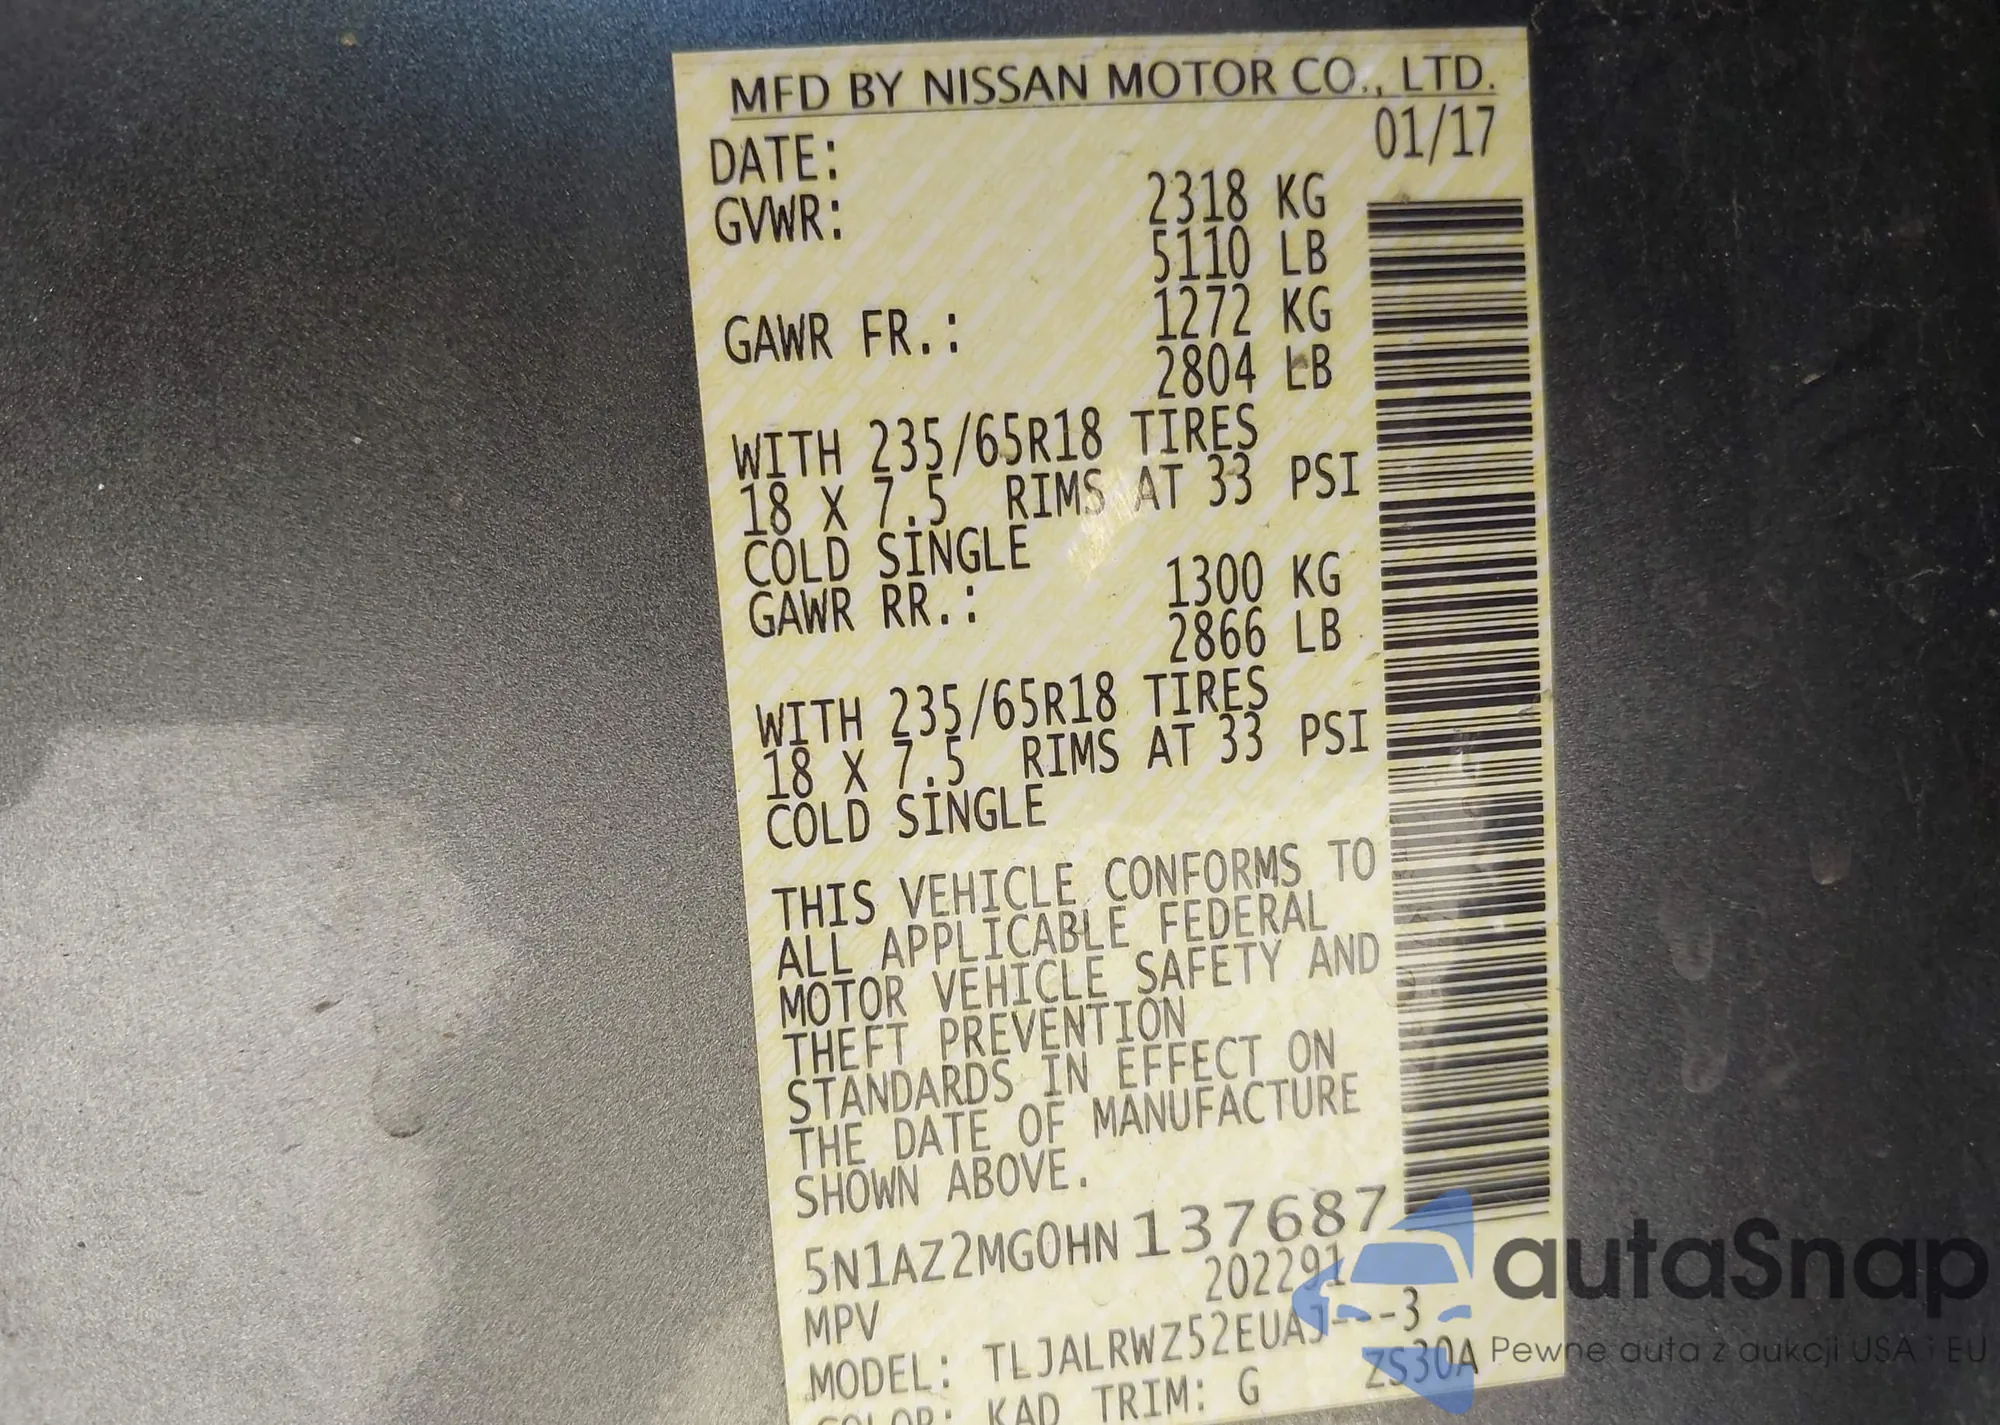 MFD BY NISSAN MOTOR CO., LTD.
DATE: 01/17
GVWR: 2318 KG
5110 LB
GAWR FR.: 1272 KG
2804 LB
WITH 235/65R18 TIRES
18 X 7.5 RIMS AT 33 PSI
COLD SINGLE
GAWR RR.: 1300 KG
2866 LB
WITH 235/65R18 TIRES
18 X 7.5 RIMS AT 33 PSI
COLD SINGLE
THIS VEHICLE CONFORMS TO
ALL APPLICABLE FEDERAL
MOTOR VEHICLE SAFETY AND
THEFT PREVENTION
STANDARDS IN EFFECT ON
THE DATE OF MANUFACTURE
SHOWN ABOVE.
5N1AZ2MG0HN137687
MPV 202291
MODEL: TLJALRWZ52EUAJ---3
COLOR: KAD TRIM: G ZS30A
autaSnap
Pewne auta z aukcji USA i EU